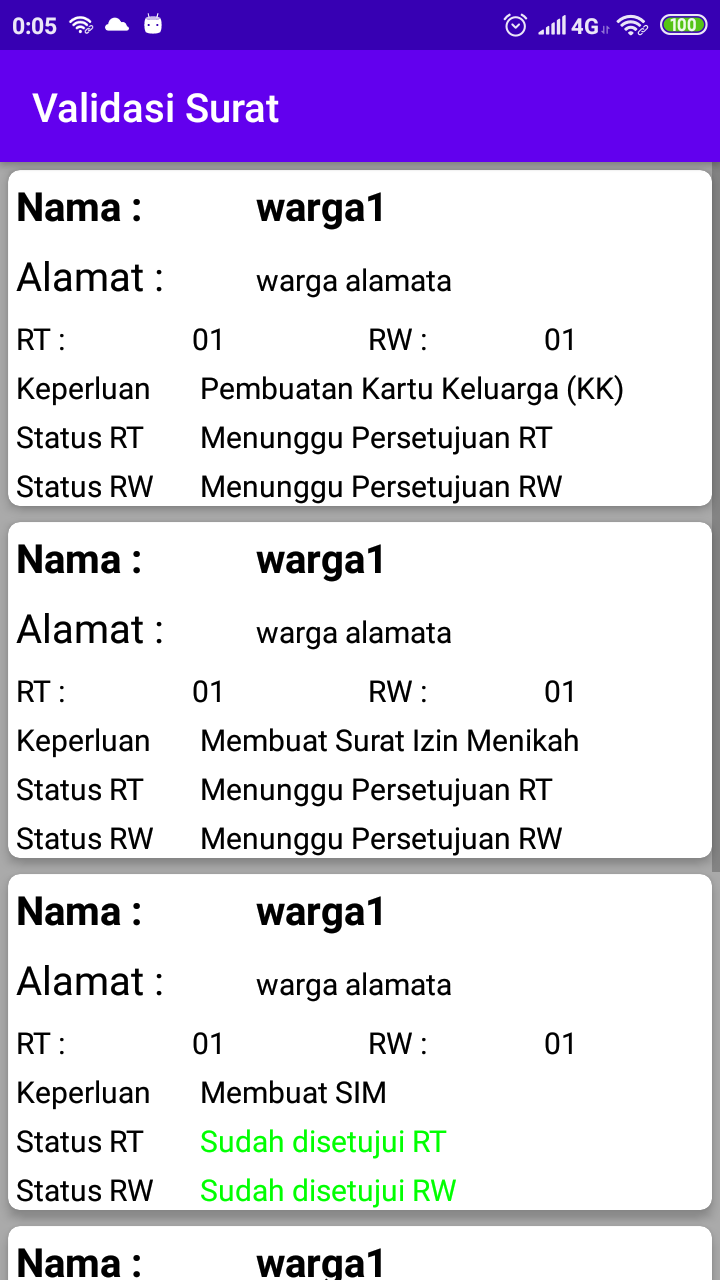 0:05 4G 100
Validasi Surat
Nama : warga1
Alamat : warga alamata
RT : 01 RW : 01
Keperluan Pembuatan Kartu Keluarga (KK)
Status RT Menunggu Persetujuan RT
Status RW Menunggu Persetujuan RW
Nama : warga1
Alamat : warga alamata
RT : 01 RW : 01
Keperluan Membuat Surat Izin Menikah
Status RT Menunggu Persetujuan RT
Status RW Menunggu Persetujuan RW
Nama : warga1
Alamat : warga alamata
RT : 01 RW : 01
Keperluan Membuat SIM
Status RT Sudah disetujui RT
Status RW Sudah disetujui RW
Nama : warga1